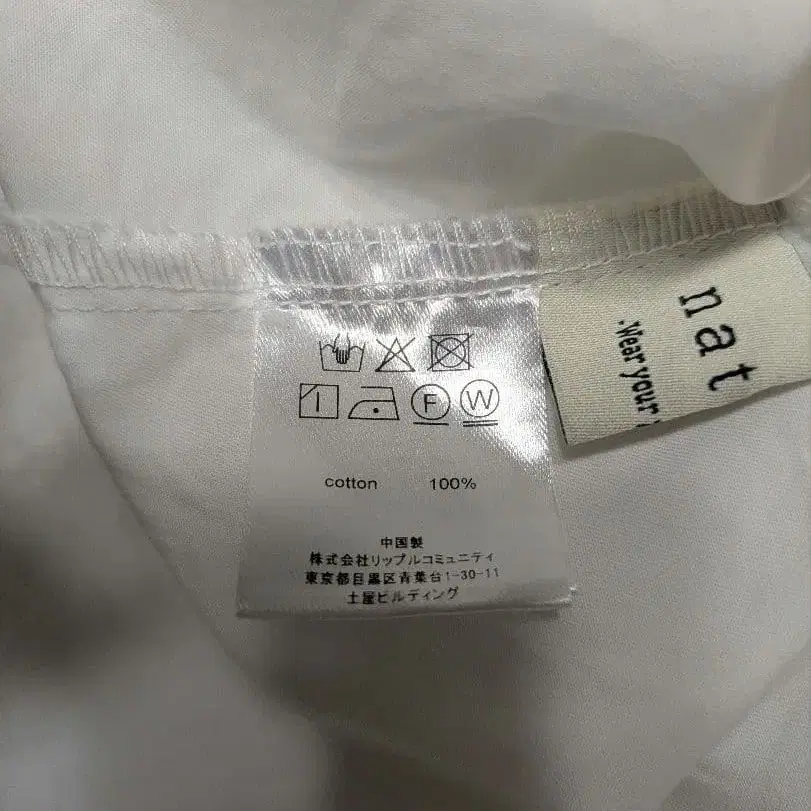 F W
cotton 100%
中国製
株式会社リップルコミュニティ
東京都目黒区青葉台1-30-11
土屋ビルディング
nat
.Wear your